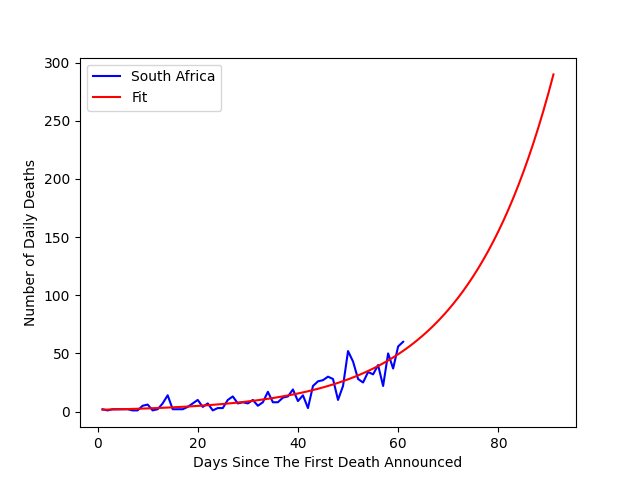 South Africa
Fit
300
250
200
150
100
50
0
Number of Daily Deaths
0 20 40 60 80
Days Since The First Death Announced